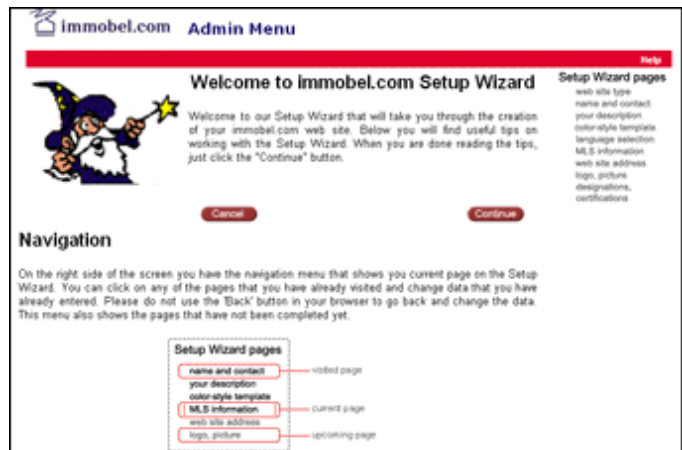 immobel.com Admin Menu
Help
Welcome to immobel.com Setup Wizard
Welcome to our Setup Wizard that will take you through the creation
of your immobel.com web site. Below you will find useful tips on
working with the Setup Wizard. When you are done reading the tips,
just click the "Continue" button.
Cancel Continue
Setup Wizard pages
web site type
name and contact
your description
color-style template
language selection
MLS information
web site address
logo, picture
designations,
certifications
Navigation
On the right side of the screen you have the navigation menu that shows you current page on the Setup
Wizard. You can click on any of the pages that you have already visited and change data that you have
already entered. Please do not use the 'Back' button in your browser to go back and change the data.
This menu also shows the pages that have not been completed yet.
Setup Wizard pages
name and contact visited page
your description
color-style template
MLS information current page
web site address
logo, picture upcoming page